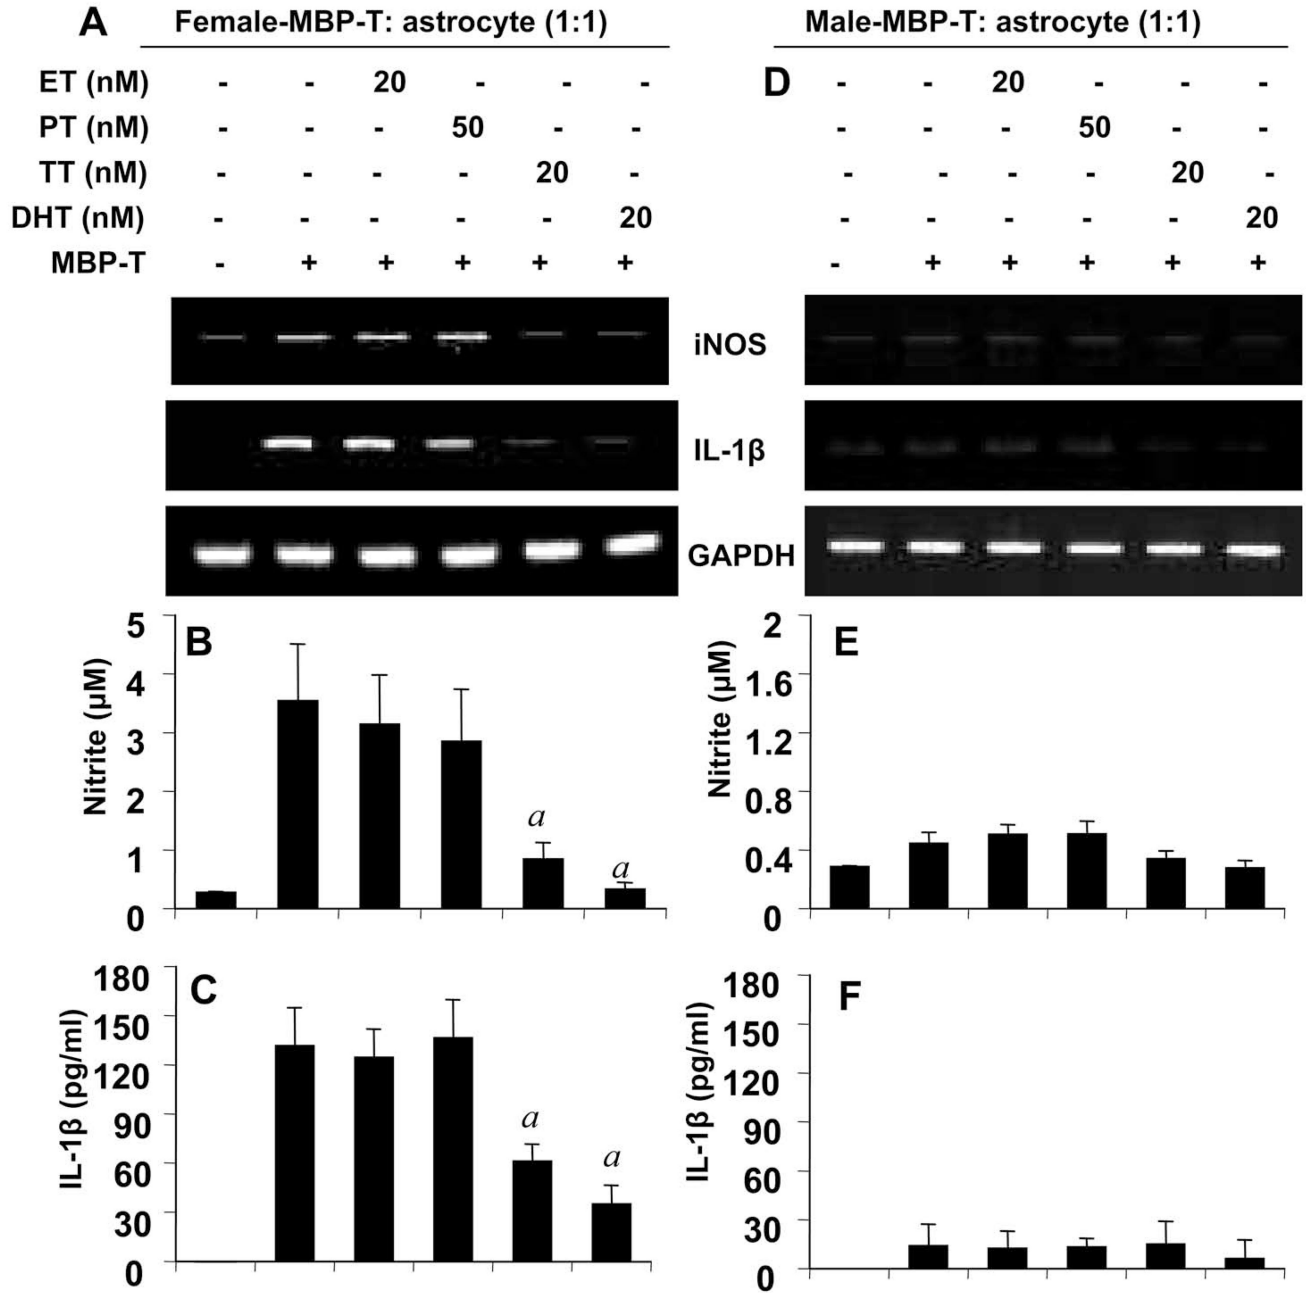 A Female-MBP-T: astrocyte (1:1) Male-MBP-T: astrocyte (1:1)
ET (nM) - - 20 - - - D - - 20 - - -
PT (nM) - - - 50 - - - - - 50 - -
TT (nM) - - - - 20 - - - - - 20 -
DHT (nM) - - - - - 20 - - - - - 20
MBP-T - + + + + + - + + + + +
iNOS
IL-1β
GAPDH
B
Nitrite (µM)
5
4
3
2
1
0
a
a
E
Nitrite (µM)
2
1.6
1.2
0.8
0.4
0
C
IL-1β (pg/ml)
180
150
120
90
60
30
0
a
a
F
IL-1β (pg/ml)
180
150
120
90
60
30
0